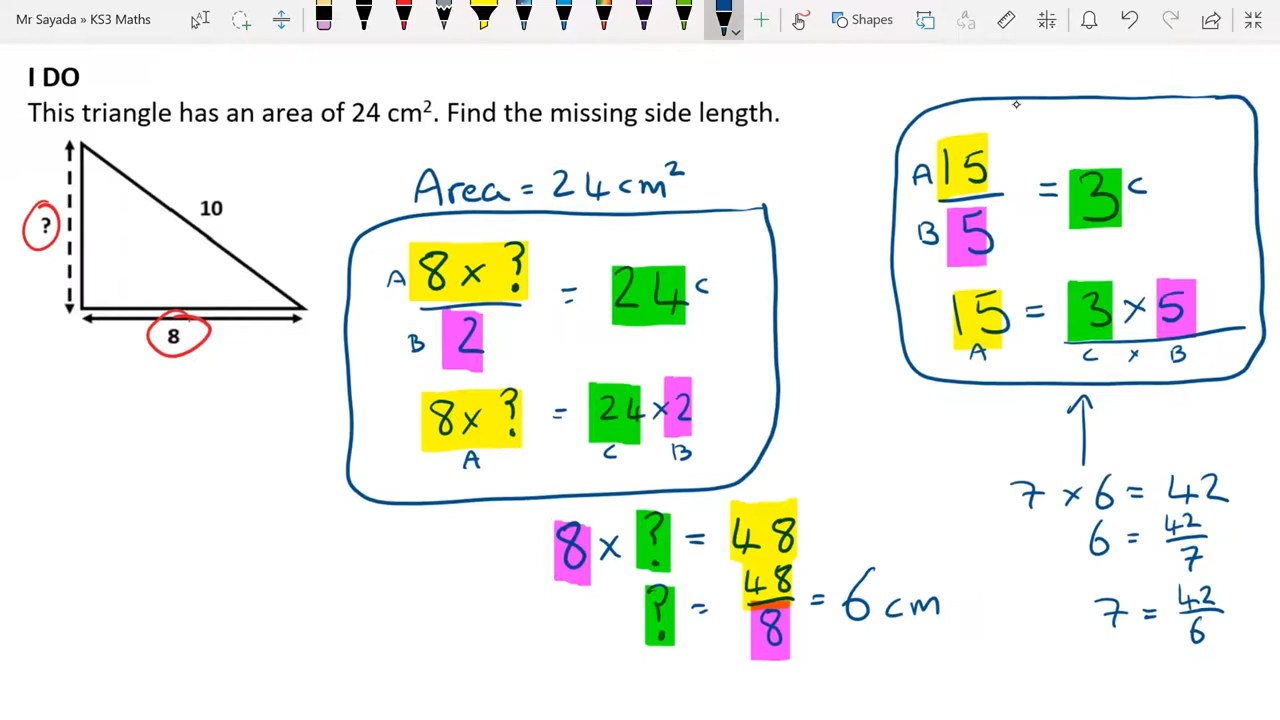 Mr Sayada » KS3 Maths
Shapes
I DO
This triangle has an area of 24 cm². Find the missing side length.
?
10
8
Area = 24cm²
A 8 × ? = 24 C
B 2
8 × ? = 24 × 2
A C B
8 × ? = 48
? = 48 = 6 cm
8
A 15 = 3 C
B 5
15 = 3 × 5
A C × B
7 × 6 = 42
6 = 42
7
7 = 42
6